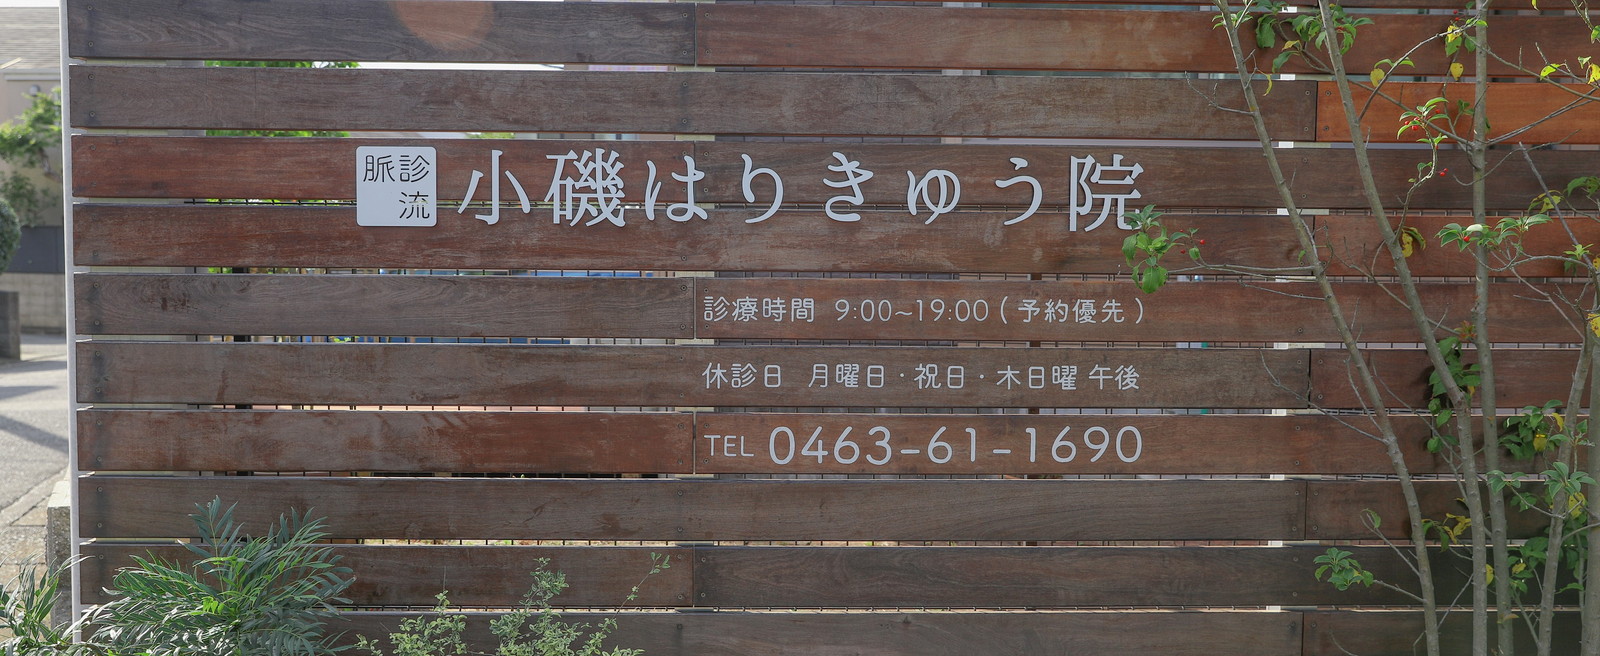 脈診流 小磯はりきゅう院
診療時間 9:00~19:00 ( 予約優先 )
休診日 月曜日・祝日・木日曜 午後
TEL 0463-61-1690